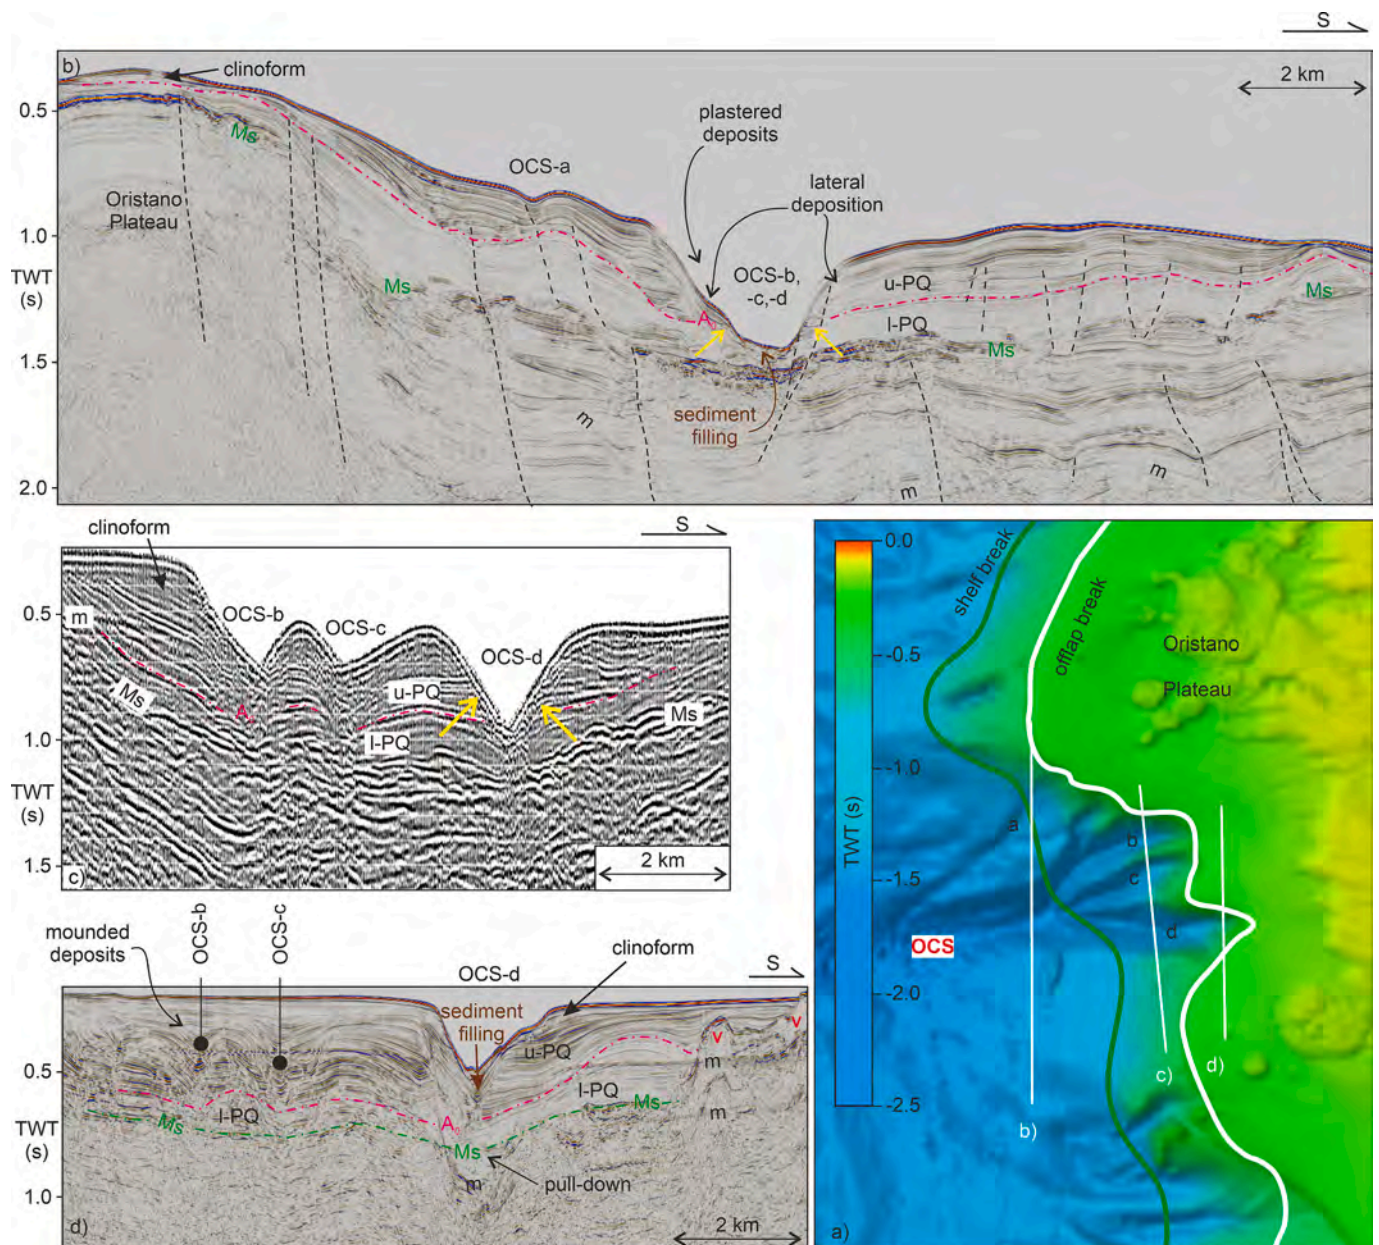 S
b)
clinoform
2 km
0.5
Ms
plastered
deposits
OCS-a
lateral
deposition
Oristano
Plateau
1.0
TWT
(s)
OCS-b,
-c,-d
u-PQ
Ms
Ms
A₀
l-PQ
Ms
1.5
sediment
filling
m
m
m
2.0
clinoform
S
0.5
OCS-b
OCS-c
m
OCS-d
u-PQ
Ms
A₀
Ms
l-PQ
1.0
TWT
(s)
2 km
1.5
c)
OCS-b
OCS-c
mounded
deposits
OCS-d
clinoform
S
sediment
filling
v
v
u-PQ
m
0.5
l-PQ
l-PQ
Ms
m
Ms
A₀
TWT
(s)
Ms
m
pull-down
1.0
d)
2 km
0.0
shelf break
offlap break
Oristano
Plateau
-0.5
-1.0
TWT (s)
a
b
c
-1.5
d
OCS
-2.0
c)
d)
-2.5
b)
a)